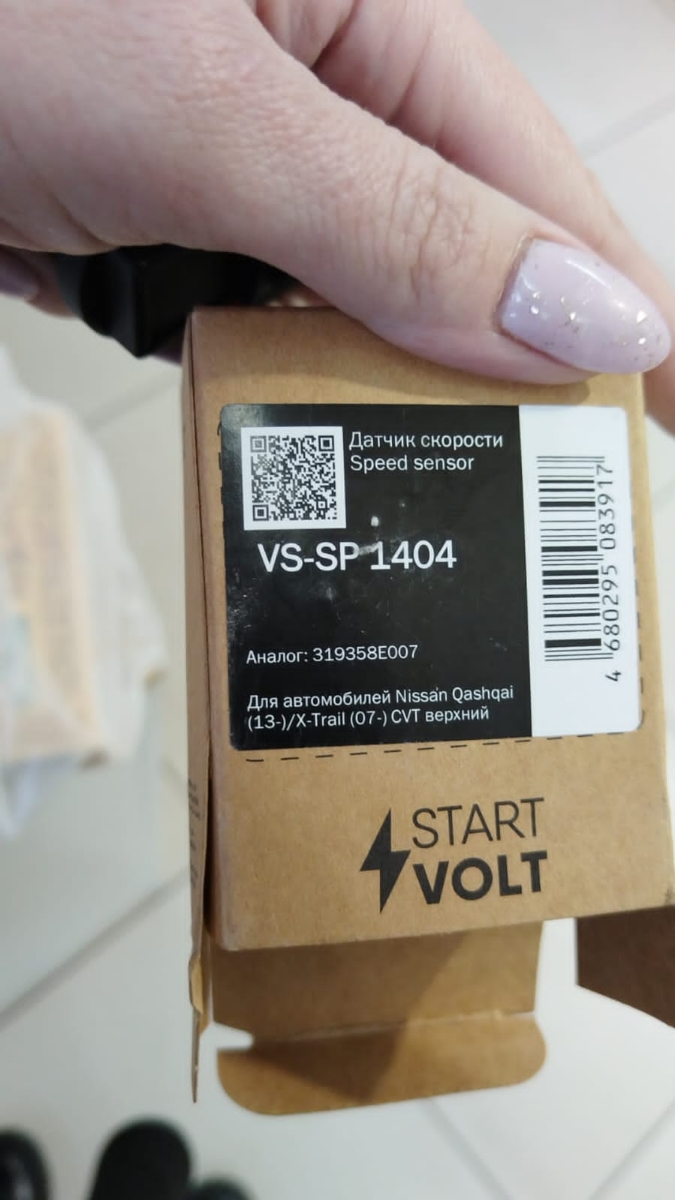 Датчик скорости
Speed sensor
VS-SP 1404
Аналог: 319358E007
Для автомобилей Nissan Qashqai
(13-)/X-Trail (07-) CVT верхний
4 680295 083917
START
VOLT